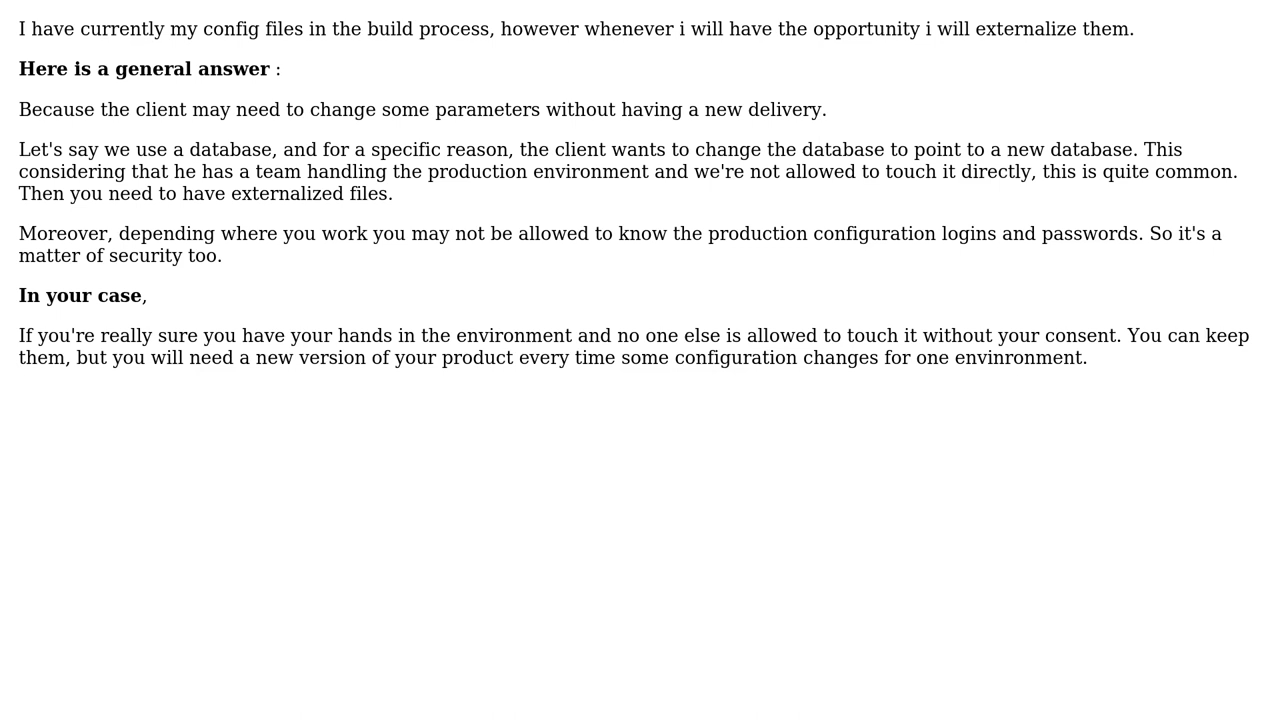 I have currently my config files in the build process, however whenever i will have the opportunity i will externalize them.
Here is a general answer :
Because the client may need to change some parameters without having a new delivery.
Let's say we use a database, and for a specific reason, the client wants to change the database to point to a new database. This
considering that he has a team handling the production environment and we're not allowed to touch it directly, this is quite common.
Then you need to have externalized files.
Moreover, depending where you work you may not be allowed to know the production configuration logins and passwords. So it's a
matter of security too.
In your case,
If you're really sure you have your hands in the environment and no one else is allowed to touch it without your consent. You can keep
them, but you will need a new version of your product every time some configuration changes for one envinronment.